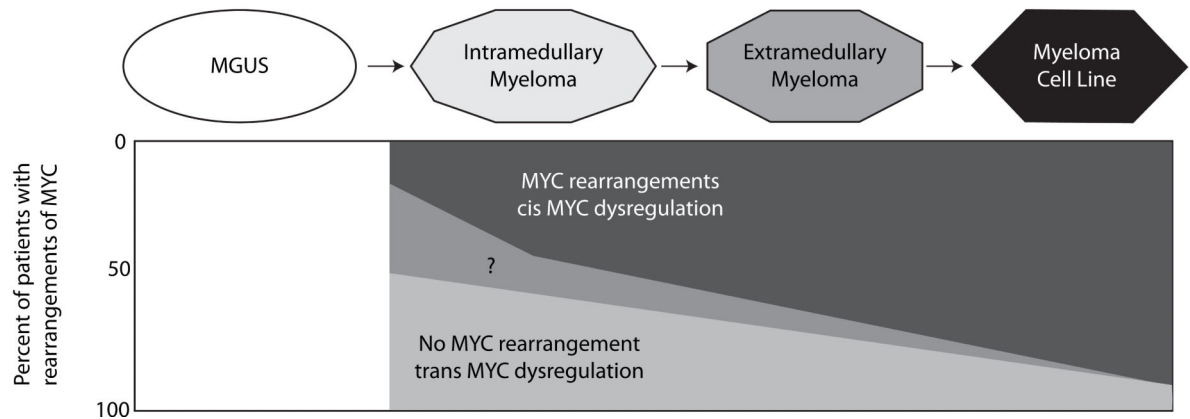 MGUS
Intramedullary
Myeloma
Extramedullary
Myeloma
Myeloma
Cell Line
Percent of patients with
rearrangements of MYC
0
50
100
MYC rearrangements
cis MYC dysregulation
?
No MYC rearrangement
trans MYC dysregulation